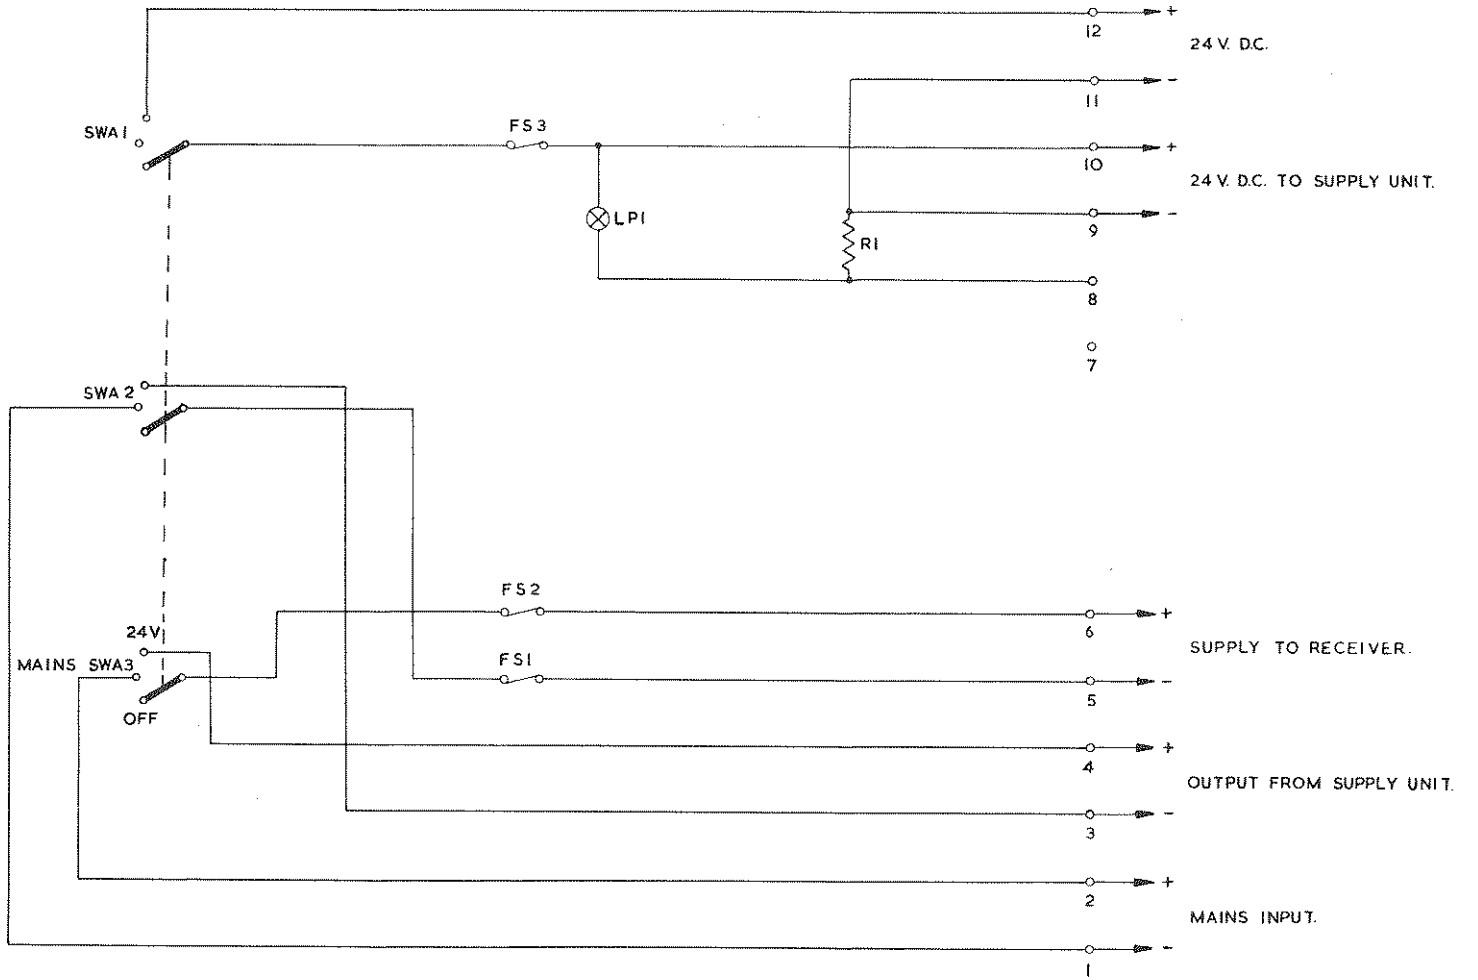 +
12
24 V. D.C.
-
11
SWA1
FS3
+
10
24 V. D.C. TO SUPPLY UNIT.
LP1
-
9
R1
8
7
SWA 2
FS2
+
6
24V
SUPPLY TO RECEIVER.
MAINS SWA3
FS1
-
5
OFF
+
4
OUTPUT FROM SUPPLY UNIT.
-
3
+
2
MAINS INPUT.
-
1